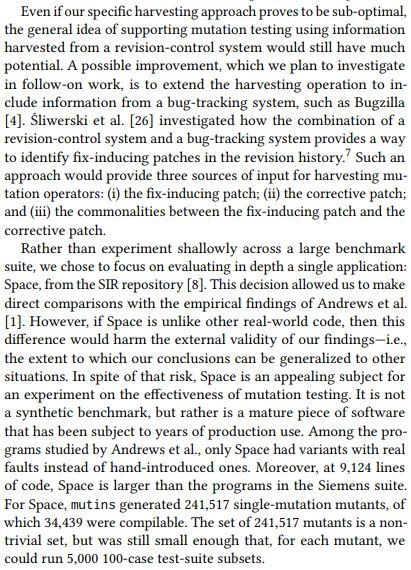 Even if our specific harvesting approach proves to be sub-optimal,
the general idea of supporting mutation testing using information
harvested from a revision-control system would still have much
potential. A possible improvement, which we plan to investigate
in follow-on work, is to extend the harvesting operation to in-
clude information from a bug-tracking system, such as Bugzilla
[4]. Śliwerski et al. [26] investigated how the combination of a
revision-control system and a bug-tracking system provides a way
to identify fix-inducing patches in the revision history.⁷ Such an
approach would provide three sources of input for harvesting mu-
tation operators: (i) the fix-inducing patch; (ii) the corrective patch;
and (iii) the commonalities between the fix-inducing patch and the
corrective patch.
Rather than experiment shallowly across a large benchmark
suite, we chose to focus on evaluating in depth a single application:
Space, from the SIR repository [8]. This decision allowed us to make
direct comparisons with the empirical findings of Andrews et al.
[1]. However, if Space is unlike other real-world code, then this
difference would harm the external validity of our findings—i.e.,
the extent to which our conclusions can be generalized to other
situations. In spite of that risk, Space is an appealing subject for
an experiment on the effectiveness of mutation testing. It is not
a synthetic benchmark, but rather is a mature piece of software
that has been subject to years of production use. Among the pro-
grams studied by Andrews et al., only Space had variants with real
faults instead of hand-introduced ones. Moreover, at 9,124 lines
of code, Space is larger than the programs in the Siemens suite.
For Space, mutins generated 241,517 single-mutation mutants, of
which 34,439 were compilable. The set of 241,517 mutants is a non-
trivial set, but was still small enough that, for each mutant, we
could run 5,000 100-case test-suite subsets.